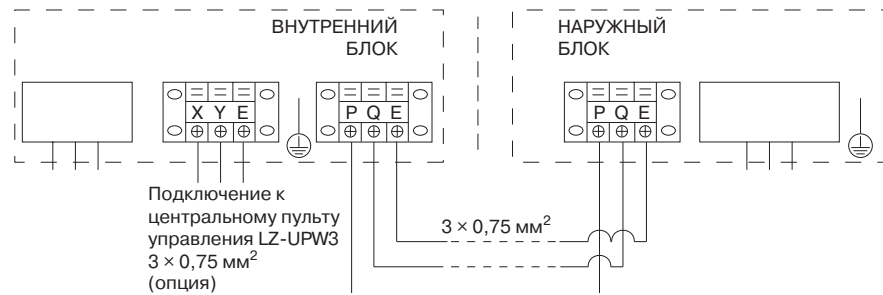 ВНУТРЕННИЙ
БЛОК
НАРУЖНЫЙ
БЛОК
X Y E
P Q E
P Q E
Подключение к
центральному пульту
управления LZ-UPW3
3 × 0,75 мм²
(опция)
3 × 0,75 мм²